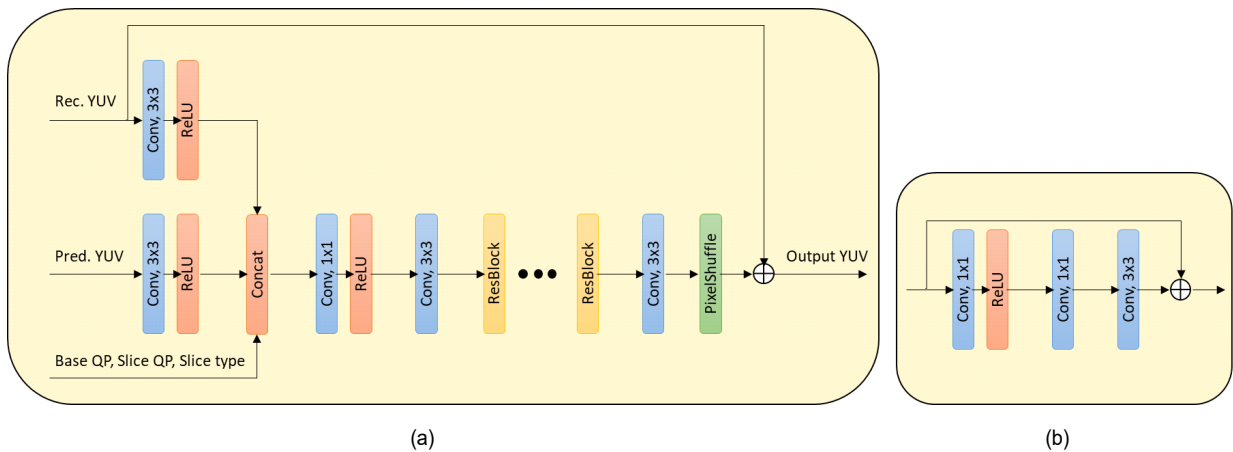 Rec. YUV
Conv, 3x3
ReLU
Pred. YUV
Conv, 3x3
ReLU
Concat
Conv, 1x1
ReLU
Conv, 3x3
ResBlock
ResBlock
Conv, 3x3
PixelShuffle
Output YUV
Base QP, Slice QP, Slice type
(a)
Conv, 1x1
ReLU
Conv, 1x1
Conv, 3x3
(b)